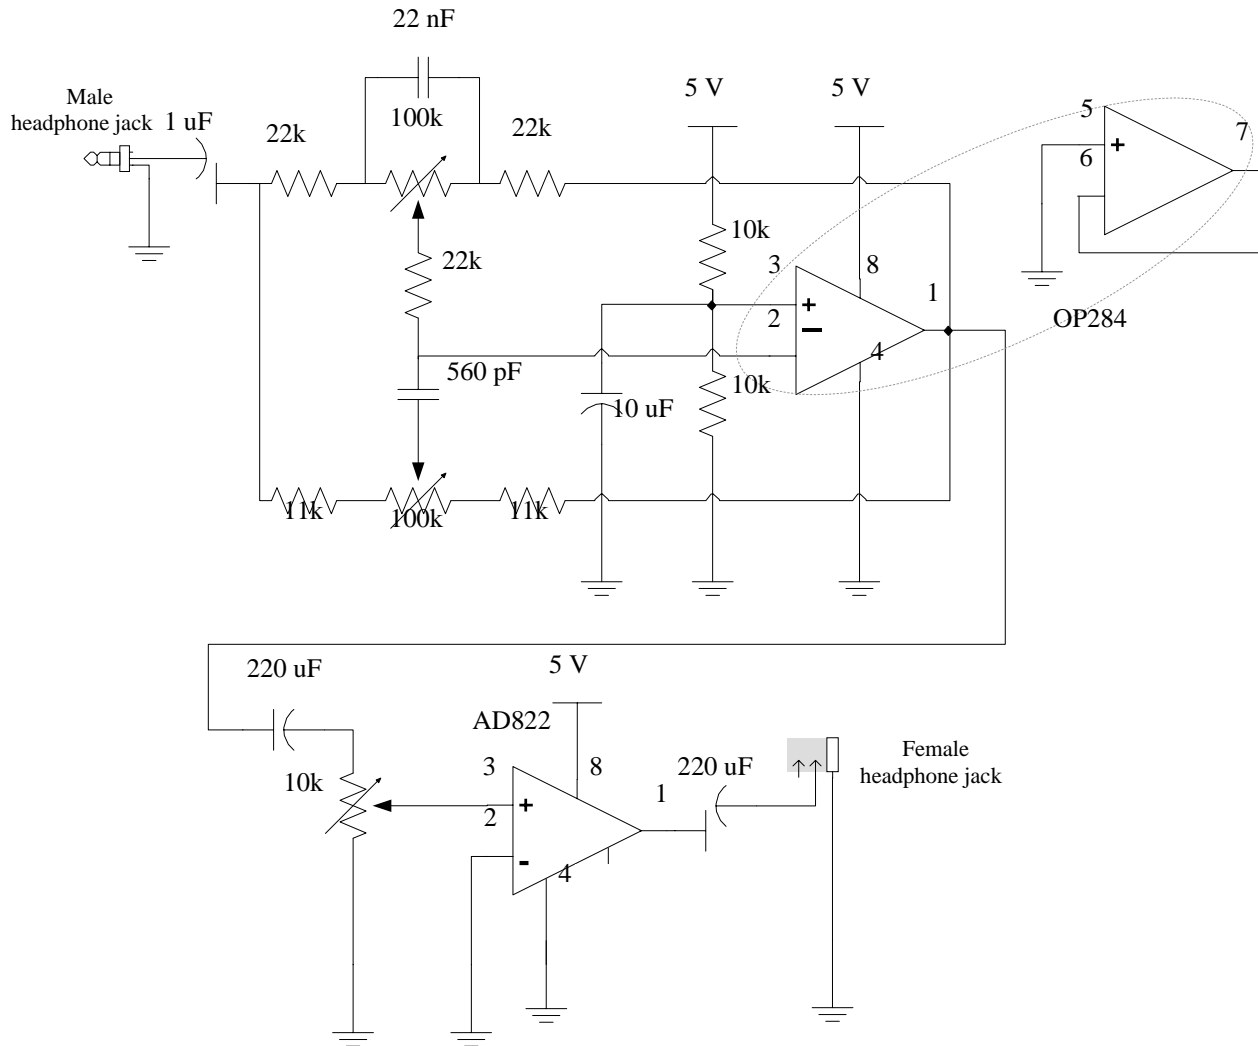 22 nF
Male
headphone jack
1 uF
22k
100k
22k
5 V
5 V
5
6
+
7
22k
10k
3
2
+
–
8
1
4
OP284
560 pF
10 uF
10k
11k
100k
11k
220 uF
5 V
AD822
10k
3
2
+
-
8
4
1
220 uF
Female
headphone jack